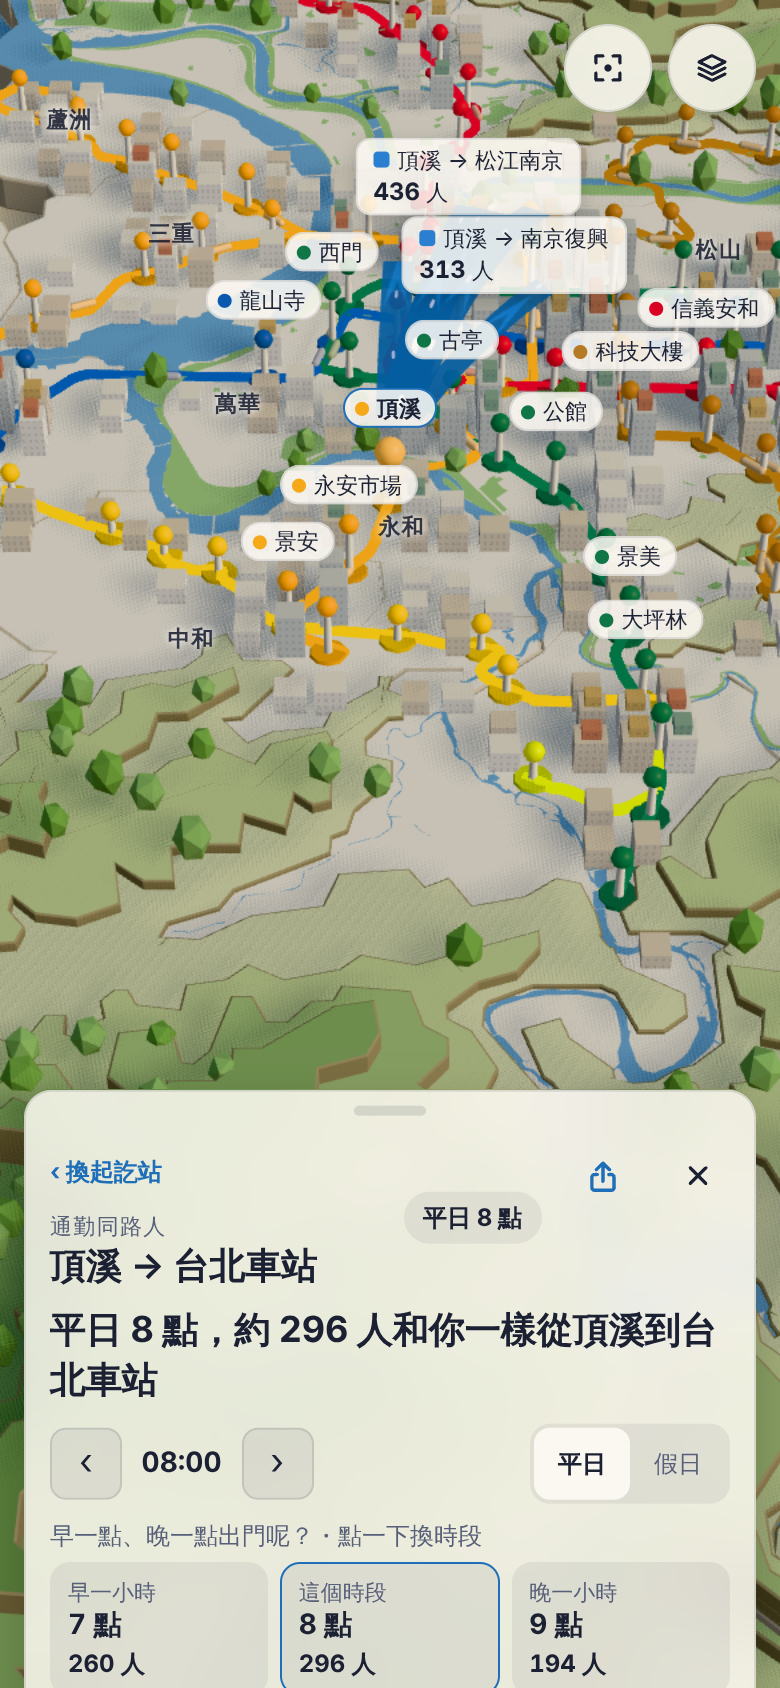 蘆洲
頂溪 → 松江南京
436 人
三重
頂溪 → 南京復興
313 人
西門
松山
龍山寺
信義安和
古亭
科技大樓
萬華
頂溪
公館
永安市場
永和
景安
景美
大坪林
中和
‹ 換起訖站
平日 8 點
通勤同路人
頂溪 → 台北車站
平日 8 點，約 296 人和你一樣從頂溪到台
北車站
‹ 08:00 ›
平日 假日
早一點、晚一點出門呢？・點一下換時段
早一小時
7 點
260 人
這個時段
8 點
296 人
晚一小時
9 點
194 人